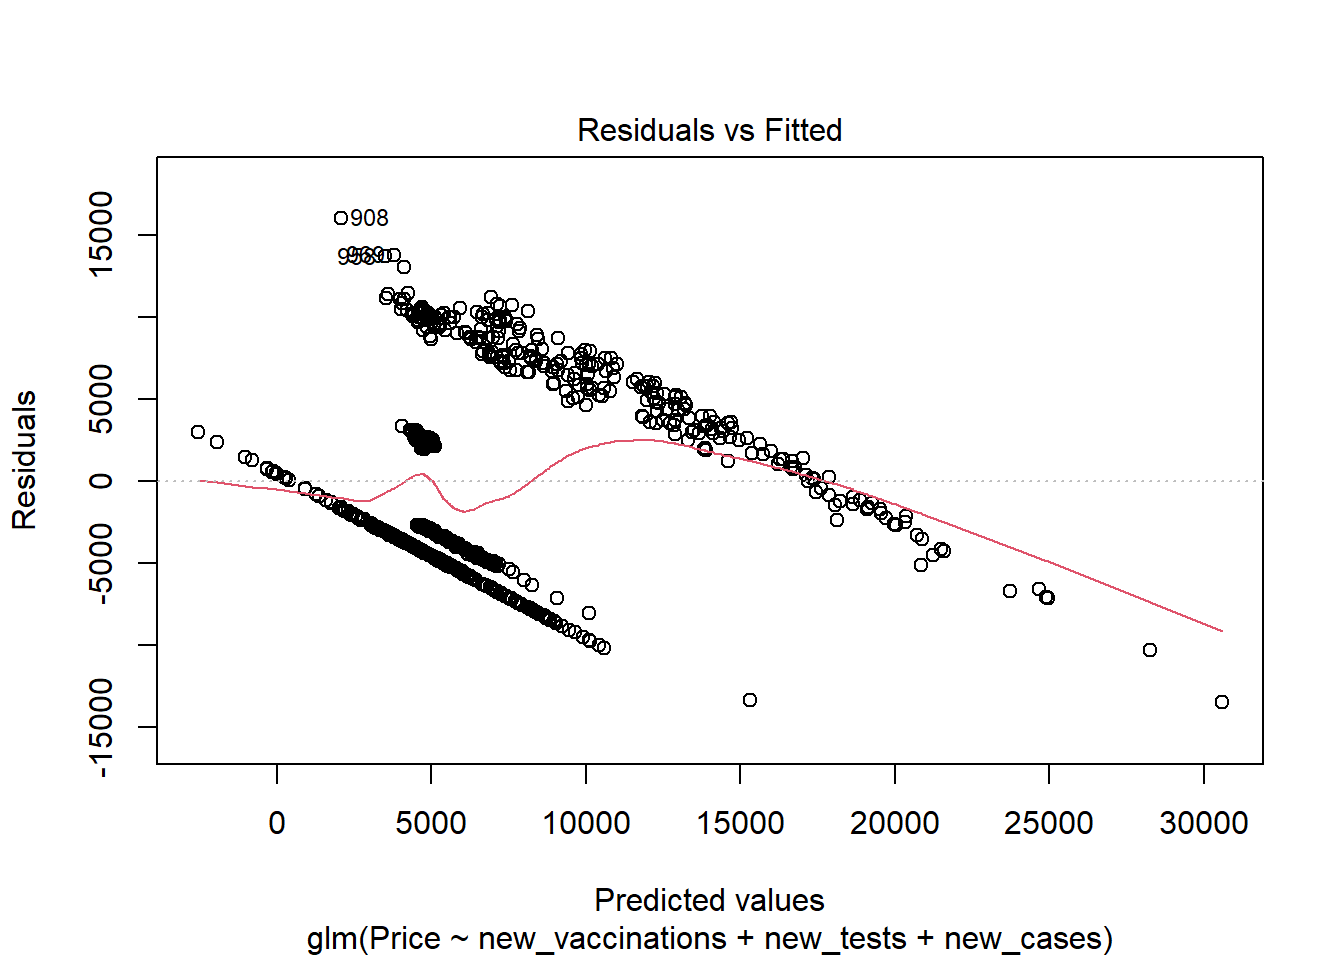 Residuals vs Fitted
Residuals
15000
5000
0
-5000
-15000
908
0 5000 10000 15000 20000 25000 30000
Predicted values
glm(Price ~ new_vaccinations + new_tests + new_cases)